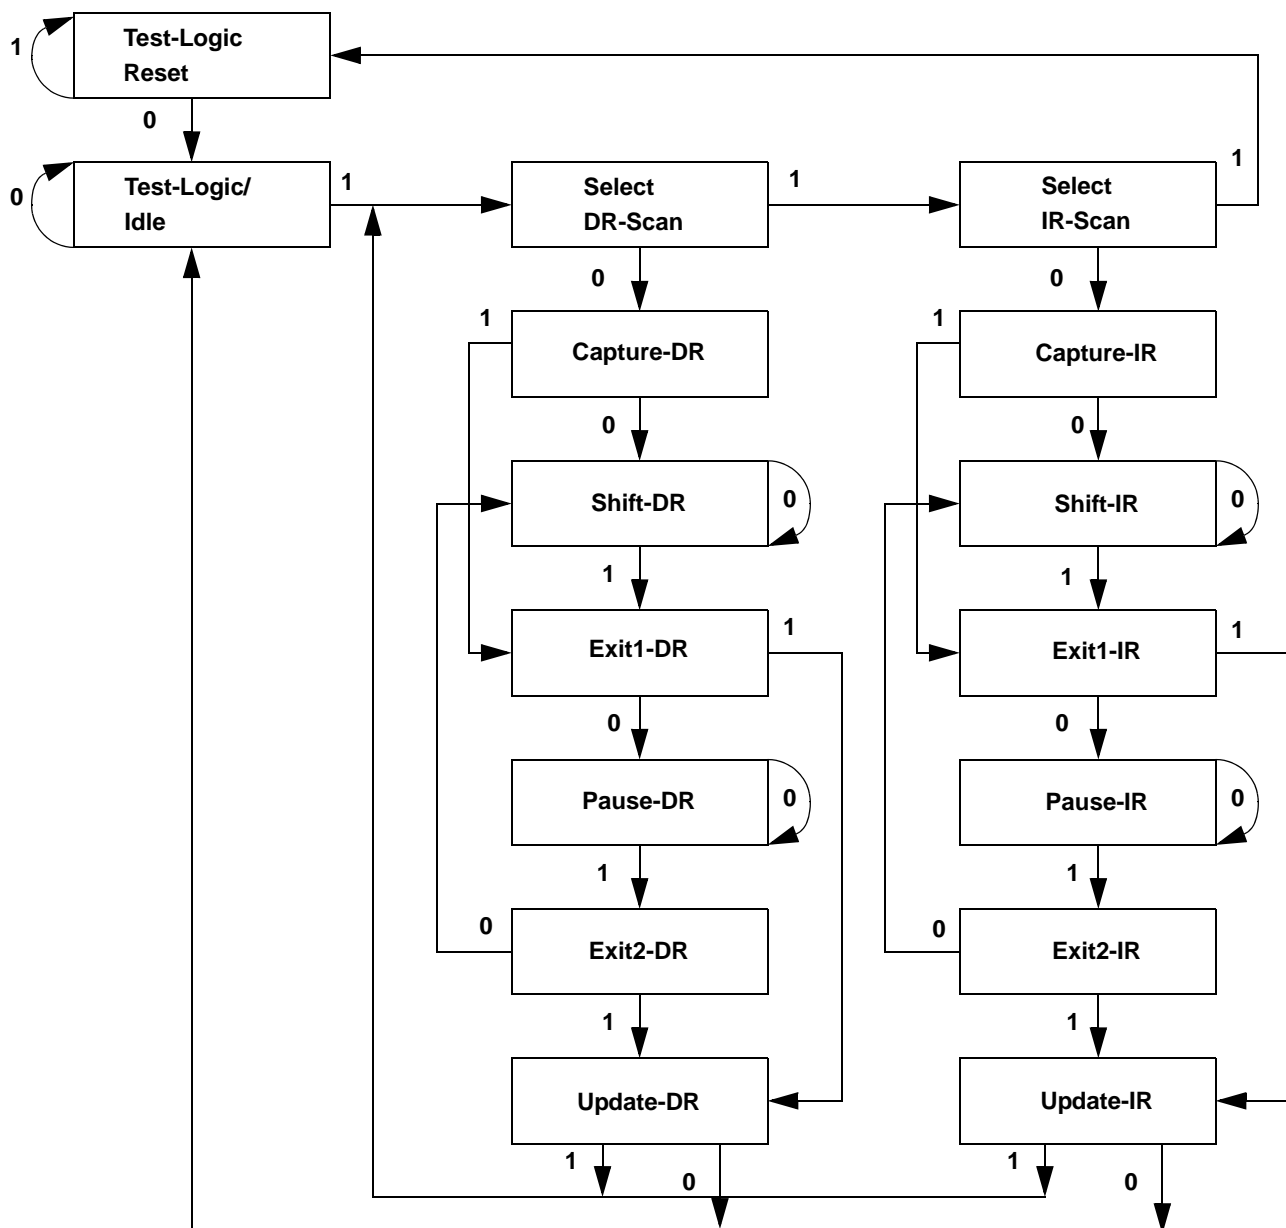 1
Test-Logic
Reset
0
0
Test-Logic/
Idle
1
Select
DR-Scan
1
Select
IR-Scan
1
0
0
1
Capture-DR
1
Capture-IR
0
0
Shift-DR
0
Shift-IR
0
1
1
Exit1-DR
1
Exit1-IR
1
0
0
Pause-DR
0
Pause-IR
0
1
1
0
Exit2-DR
0
Exit2-IR
1
1
Update-DR
Update-IR
1
0
1
0